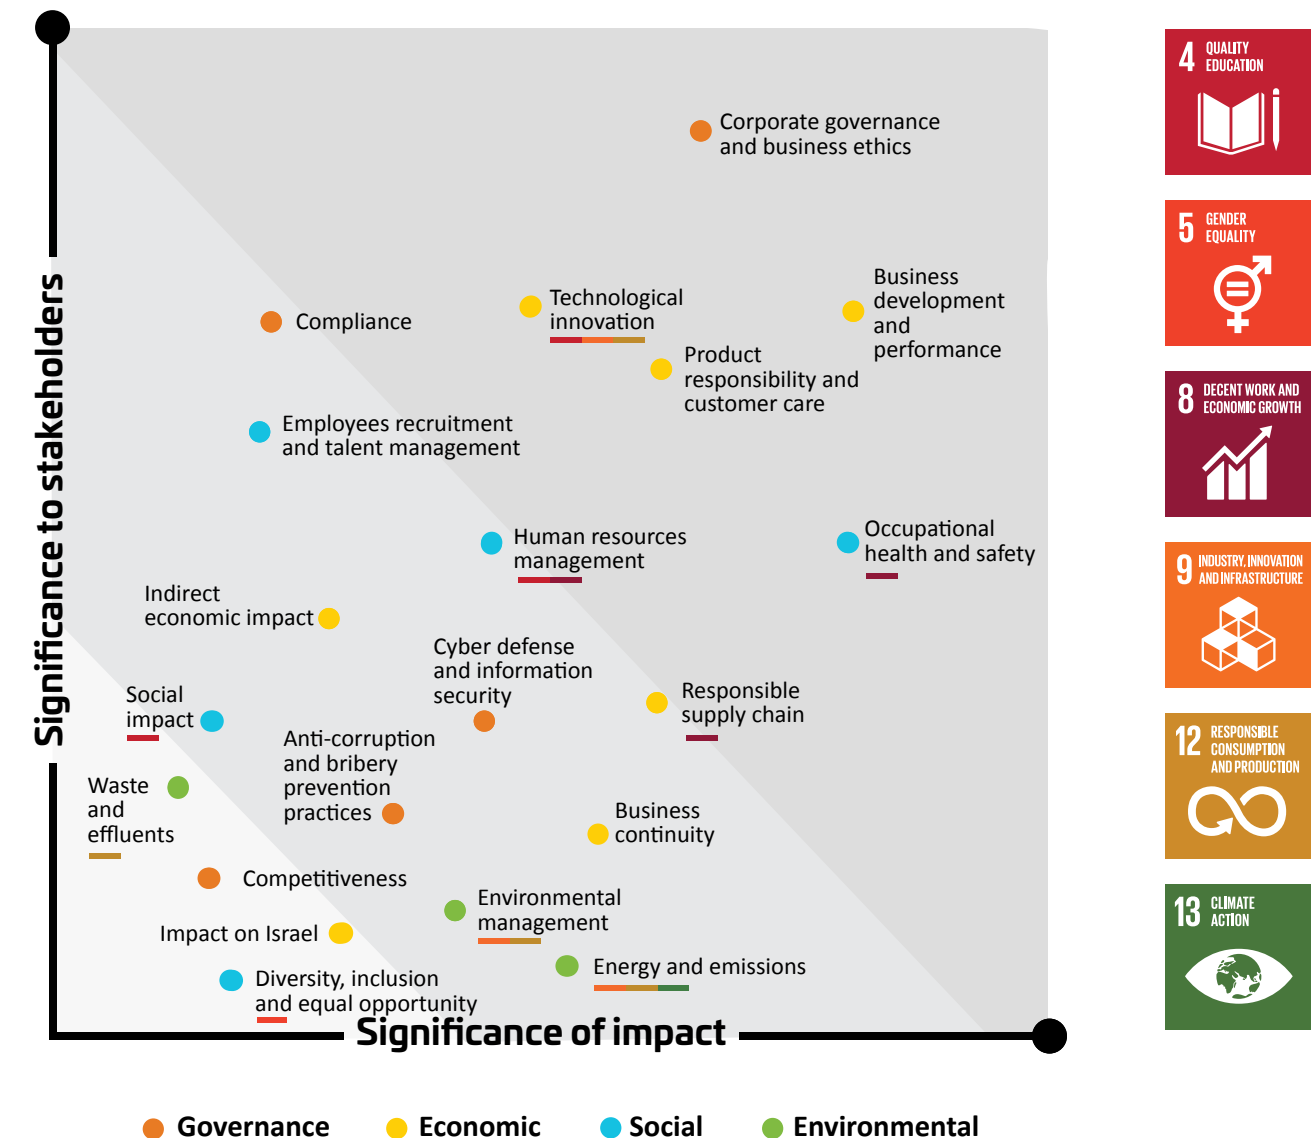 Significance to stakeholders
Corporate governance
and business ethics
Compliance
Technological
innovation
Business
development
and
performance
Product
responsibility and
customer care
Employees recruitment
and talent management
Human resources
management
Occupational
health and safety
Indirect
economic impact
Cyber defense
and information
security
Social
impact
Responsible
supply chain
Anti-corruption
and bribery
prevention
practices
Waste
and
effluents
Business
continuity
Competitiveness
Environmental
management
Impact on Israel
Energy and emissions
Diversity, inclusion
and equal opportunity
Significance of impact
Governance
Economic
Social
Environmental
4 QUALITY
EDUCATION
5 GENDER
EQUALITY
8 DECENT WORK AND
ECONOMIC GROWTH
9 INDUSTRY, INNOVATION
AND INFRASTRUCTURE
12 RESPONSIBLE
CONSUMPTION
AND PRODUCTION
13 CLIMATE
ACTION